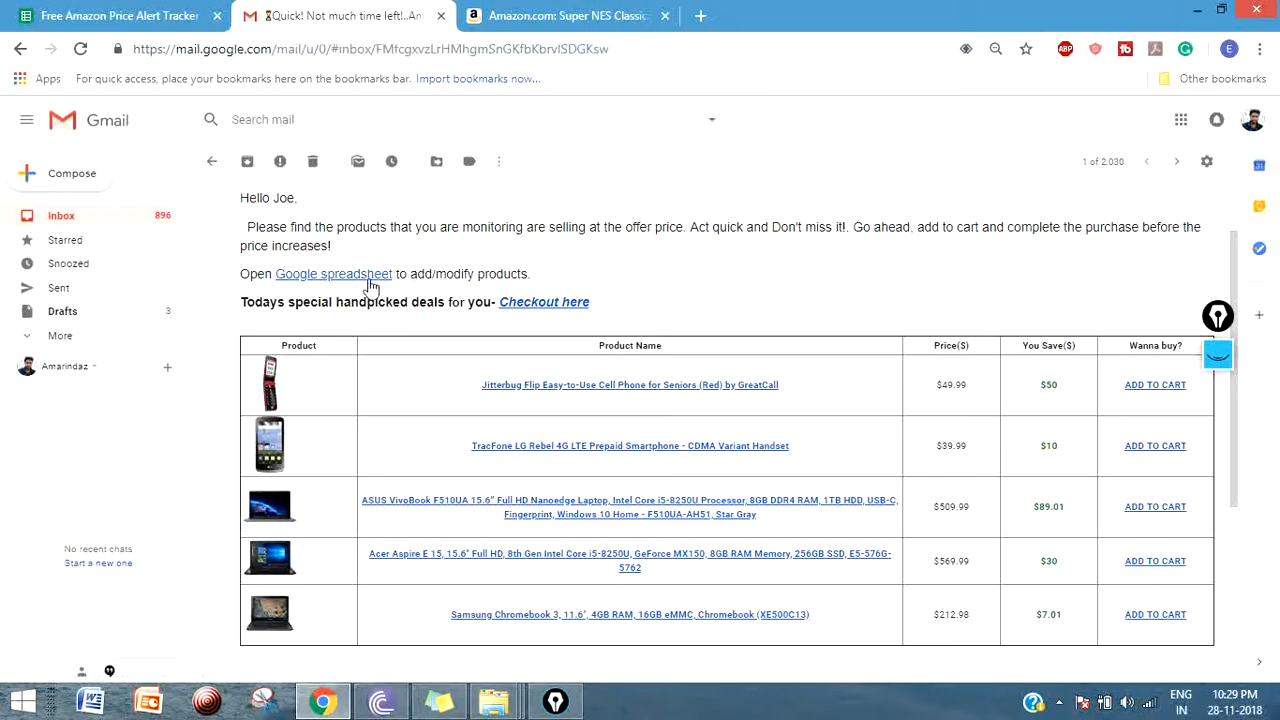 Free Amazon Price Alert Tracker
⌛Quick! Not much time left!..An
Amazon.com: Super NES Classic
https://mail.google.com/mail/u/0/#inbox/FMfcgxvzLrHMhgmSnGKfbKbrvlSDGKsw
ABP
E
Apps
For quick access, place your bookmarks here on the bookmarks bar. Import bookmarks now...
Other bookmarks
Gmail
Search mail
Compose
1 of 2,030
Inbox 896
Starred
Snoozed
Sent
Drafts 3
More
Amarindaz
No recent chats
Start a new one
Hello Joe,
Please find the products that you are monitoring are selling at the offer price. Act quick and Don't miss it!. Go ahead, add to cart and complete the purchase before the
price increases!
Open Google spreadsheet to add/modify products.
Todays special handpicked deals for you- Checkout here
Product Product Name Price($) You Save($) Wanna buy?
Jitterbug Flip Easy-to-Use Cell Phone for Seniors (Red) by GreatCall $49.99 $50 ADD TO CART
TracFone LG Rebel 4G LTE Prepaid Smartphone - CDMA Variant Handset $39.99 $10 ADD TO CART
ASUS VivoBook F510UA 15.6” Full HD Nanoedge Laptop, Intel Core i5-8250U Processor, 8GB DDR4 RAM, 1TB HDD, USB-C,
Fingerprint, Windows 10 Home - F510UA-AH51, Star Gray $509.99 $89.01 ADD TO CART
Acer Aspire E 15, 15.6" Full HD, 8th Gen Intel Core i5-8250U, GeForce MX150, 8GB RAM Memory, 256GB SSD, E5-576G-
5762 $569.99 $30 ADD TO CART
Samsung Chromebook 3, 11.6", 4GB RAM, 16GB eMMC, Chromebook (XE500C13) $212.98 $7.01 ADD TO CART
ENG
IN
10:29 PM
28-11-2018